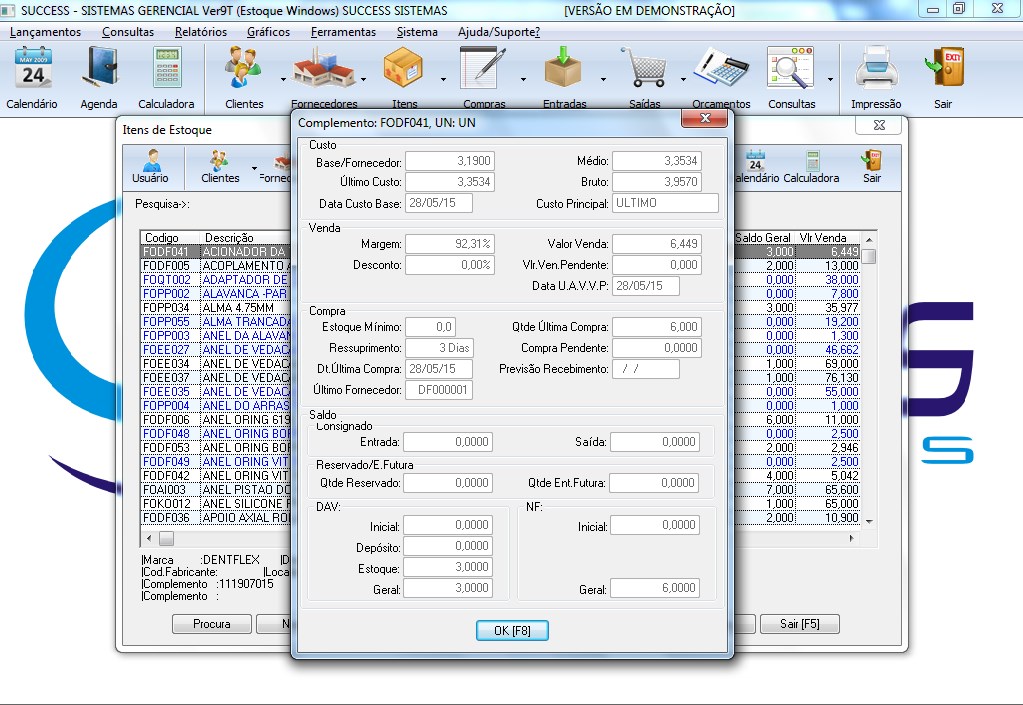 SUCCESS - SISTEMAS GERENCIAL Ver9T (Estoque Windows) SUCCESS SISTEMAS [VERSÃO EM DEMONSTRAÇÃO]
Lançamentos Consultas Relatórios Gráficos Ferramentas Sistema Ajuda/Suporte?
MAY 2009
24
EXIT
Calendário Agenda Calculadora Clientes Fornecedores Itens Compras Entradas Saídas Orçamentos Consultas Impressão Sair
Itens de Estoque
24
EXIT
Usuário Clientes Fornec alendário Calculadora Sair
Pesquisa->:
Codigo Descrição Saldo Geral Vlr Venda
FODF041 ACIONADOR DA 3,000 6,449
FODF005 ACOPLAMENTO A 2,000 13,000
FOQT002 ADAPTADOR DE 0,000 38,000
FOPP002 ALAVANCA -PAR 0,000 7,800
FOPP034 ALMA 4.75MM 3,000 35,977
FOPP055 ALMA TRANCADA 0,000 19,200
FOPP003 ANEL DA ALAVAN 0,000 1,300
FOEE027 ANEL DE VEDACA 0,000 46,662
FOEE034 ANEL DE VEDACA 1,000 69,000
FOEE037 ANEL DE VEDACA 1,000 76,130
FOEE035 ANEL DE VEDACA 0,000 55,000
FOPP004 ANEL DO ARRAS 0,000 1,000
FODF006 ANEL ORING 619 6,000 11,000
FODF048 ANEL ORING BOR 0,000 2,500
FODF053 ANEL ORING BOR 2,000 2,946
FODF049 ANEL ORING VIT 0,000 2,500
FODF042 ANEL ORING VIT 4,000 5,042
FOAI003 ANEL PISTAO DO 7,000 65,600
FOKO012 ANEL SILICONE F 1,000 65,000
FODF036 APOIO AXIAL ROL 2,000 10,900
|Marca :DENTFLEX |D
|Cod.Fabricante: |Loca
|Complemento :111907015
|Complemento :
Procura N Sair [F5]
Complemento: FODF041, UN: UN
Custo
Base/Fornecedor: 3,1900 Médio: 3,3534
Último Custo: 3,3534 Bruto: 3,9570
Data Custo Base: 28/05/15 Custo Principal: ULTIMO
Venda
Margem: 92,31% Valor Venda: 6,449
Desconto: 0,00% Vlr.Ven.Pendente: 0,000
Data U.A.V.V.P: 28/05/15
Compra
Estoque Mínimo: 0,0 Qtde Última Compra: 6,000
Ressuprimento: 3 Dias Compra Pendente: 0,0000
Dt.Última Compra: 28/05/15 Previsão Recebimento: / /
Último Fornecedor: DF000001
Saldo
Consignado
Entrada: 0,0000 Saída: 0,0000
Reservado/E.Futura
Qtde Reservado: 0,0000 Qtde Ent.Futura: 0,0000
DAV: NF:
Inicial: 0,0000 Inicial: 0,0000
Depósito: 0,0000
Estoque: 3,0000
Geral: 3,0000 Geral: 6,0000
OK [F8]
S
S